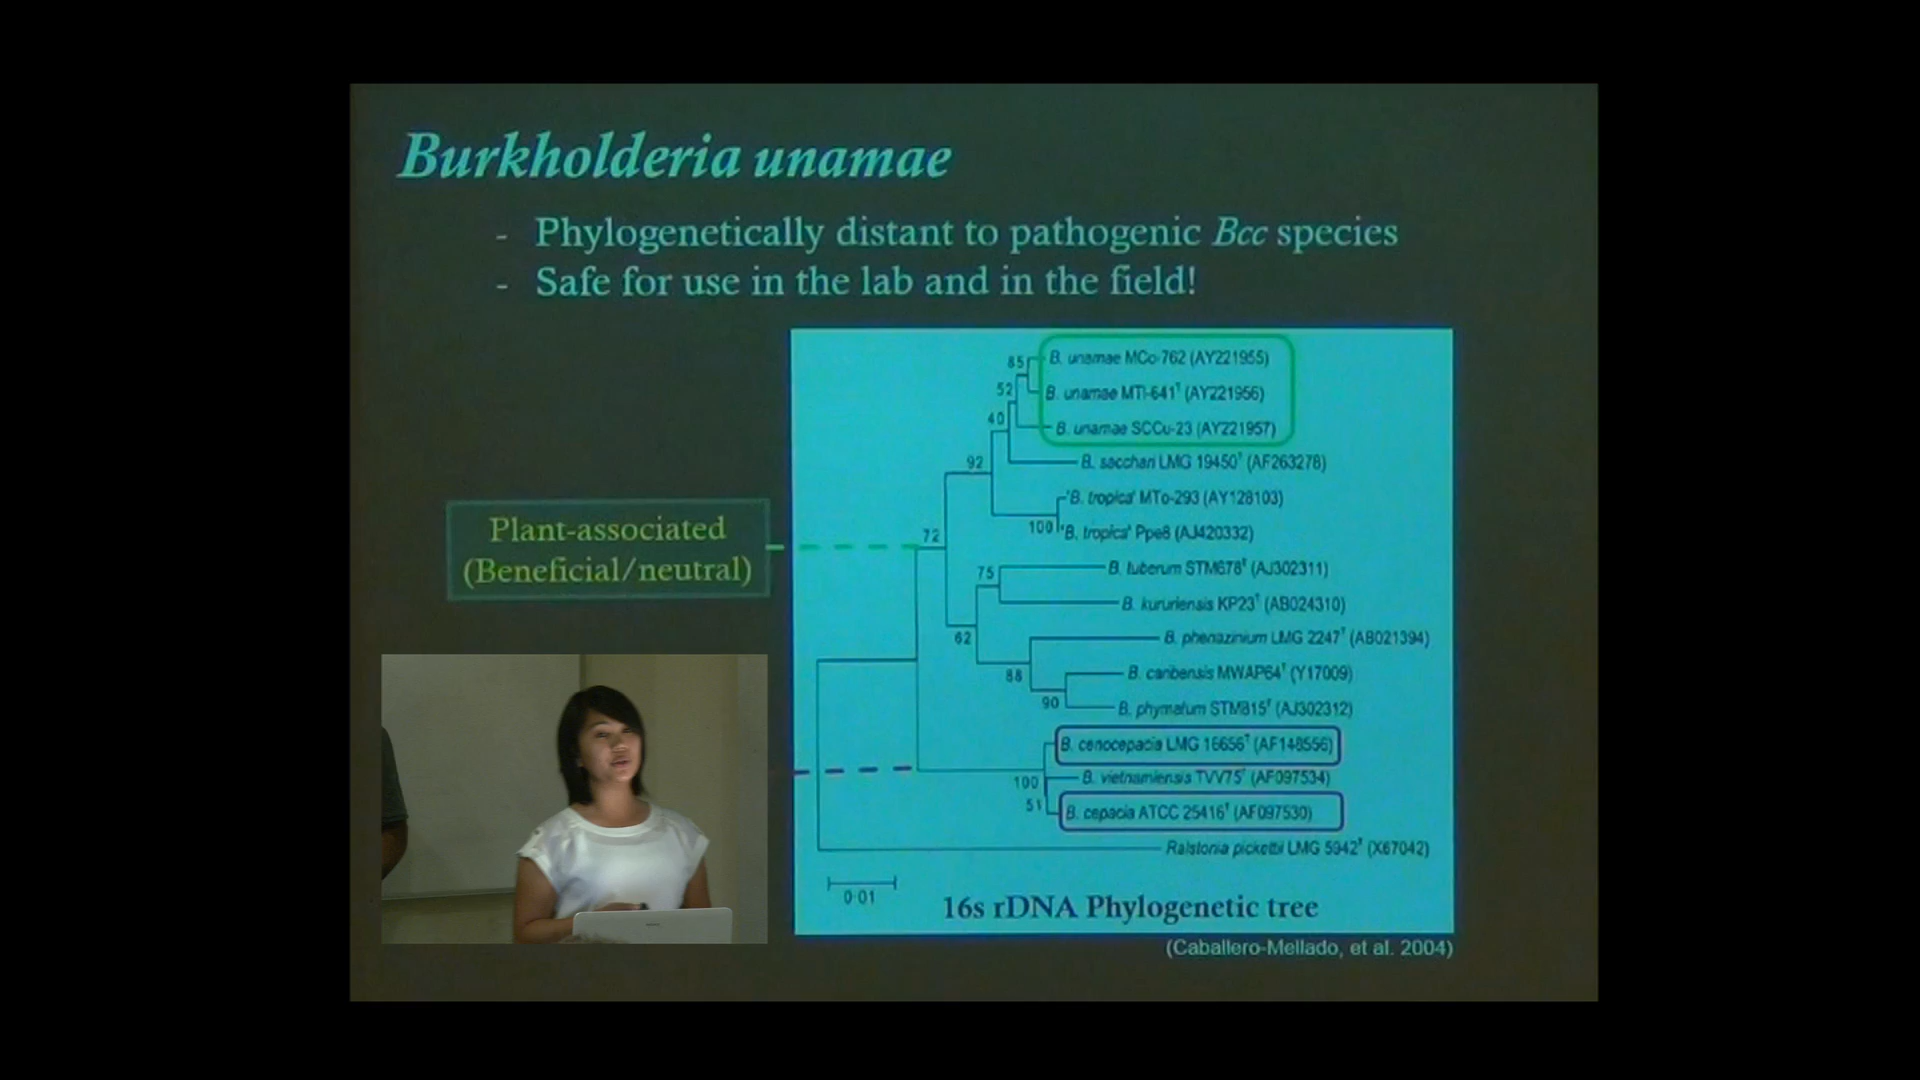 Burkholderia unamae
- Phylogenetically distant to pathogenic Bcc species
- Safe for use in the lab and in the field!
Plant-associated
(Beneficial/neutral)
85
52
40
92
100
72
75
62
88
90
100
51
B. unamae MCo-762 (AY221955)
B. unamae MTl-641ᵀ (AY221956)
B. unamae SCCu-23 (AY221957)
B. sacchari LMG 19450ᵀ (AF263278)
'B. tropica' MTo-293 (AY128103)
'B. tropica' Ppe8 (AJ420332)
B. tuberum STM678ᵀ (AJ302311)
B. kururiensis KP23ᵀ (AB024310)
B. phenazinium LMG 2247ᵀ (AB021394)
B. caribensis MWAP64ᵀ (Y17009)
B. phymatum STM815ᵀ (AJ302312)
B. cenocepacia LMG 16656ᵀ (AF148556)
B. vietnamiensis TVV75ᵀ (AF097534)
B. cepacia ATCC 25416ᵀ (AF097530)
Ralstonia pickettii LMG 5942ᵀ (X67042)
0·01
16s rDNA Phylogenetic tree
(Caballero-Mellado, et al. 2004)